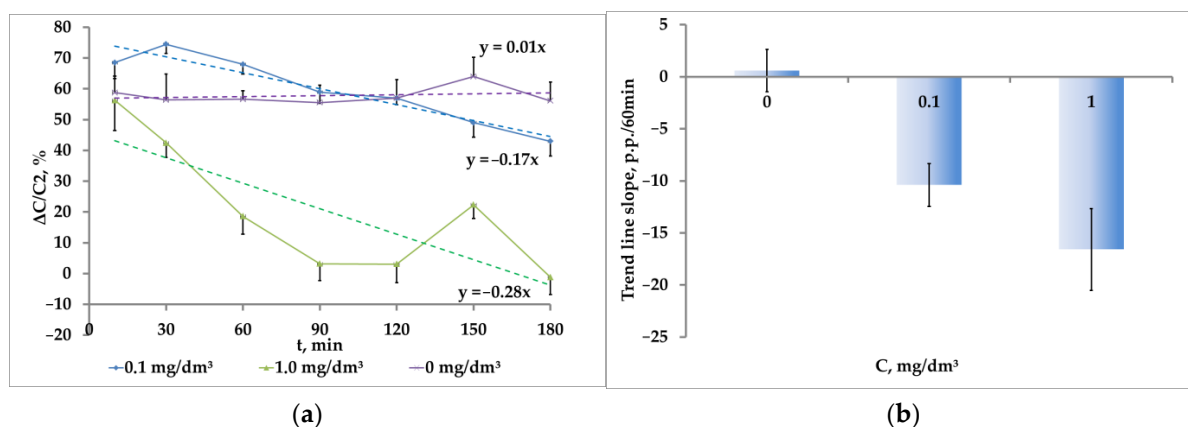 80
70
60
50
40
30
20
10
0
−10
−20
ΔC/C2, %
y = 0.01x
y = −0.17x
y = −0.28x
0 30 60 90 120 150 180
t, min
0.1 mg/dm³ 1.0 mg/dm³ 0 mg/dm³
(a)
5
0
−5
−10
−15
−20
−25
Trend line slope, p.p./60min
0 0.1 1
C, mg/dm³
(b)